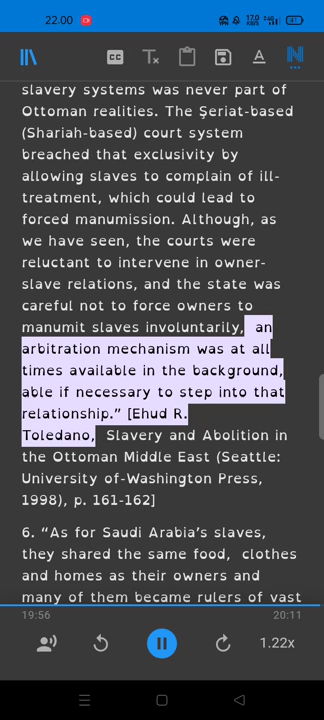 22.00
17.0
KB/S
47
CC
T×
A
N
slavery systems was never part of
Ottoman realities. The Şeriat-based
(Shariah-based) court system
breached that exclusivity by
allowing slaves to complain of ill-
treatment, which could lead to
forced manumission. Although, as
we have seen, the courts were
reluctant to intervene in owner-
slave relations, and the state was
careful not to force owners to
manumit slaves involuntarily, an
arbitration mechanism was at all
times available in the background,
able if necessary to step into that
relationship.” [Ehud R.
Toledano, Slavery and Abolition in
the Ottoman Middle East (Seattle:
University of-Washington Press,
1998), p. 161-162]
6. “As for Saudi Arabia’s slaves,
they shared the same food, clothes
and homes as their owners and
many of them became rulers of vast
19:56
20:11
1.22x